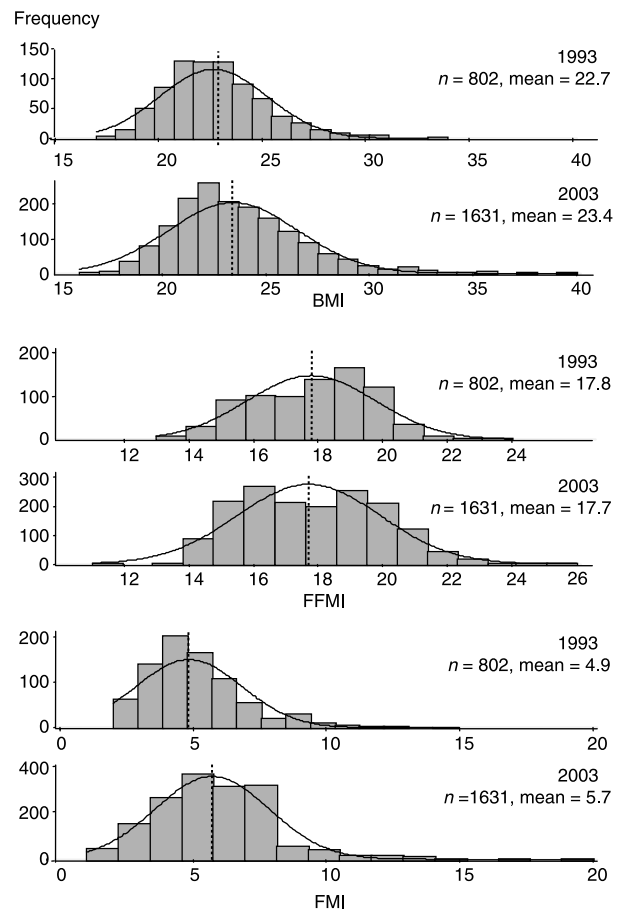 Frequency
150
100
50
0
1993
n = 802, mean = 22.7
15 20 25 30 35 40
200
100
0
2003
n = 1631, mean = 23.4
15 20 25 30 35 40
BMI
200
100
0
1993
n = 802, mean = 17.8
12 14 16 18 20 22 24
300
200
100
0
2003
n = 1631, mean = 17.7
12 14 16 18 20 22 24 26
FFMI
200
100
0
1993
n = 802, mean = 4.9
0 5 10 15 20
400
200
0
2003
n =1631, mean = 5.7
0 5 10 15 20
FMI